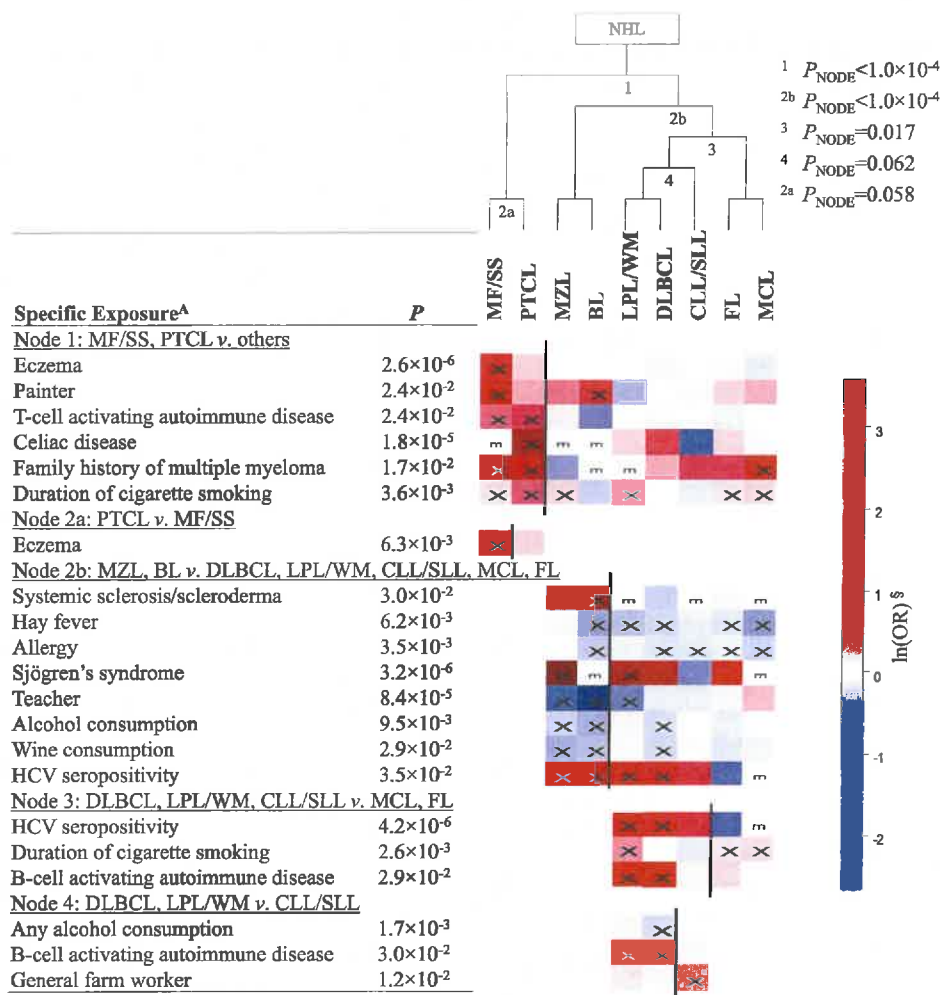 NHL
1
2b
3
4
2a
1 P NODE<1.0×10-4
2b P NODE<1.0×10-4
3 P NODE=0.017
4 P NODE=0.062
2a P NODE=0.058
MF/SS PTCL MZL BL LPL/WM DLBCL CLL/SLL FL MCL
Specific ExposureA P
Node 1: MF/SS, PTCL v. others
Eczema 2.6×10-6 X
Painter 2.4×10-2 X X
T-cell activating autoimmune disease 2.4×10-2 X X
Celiac disease 1.8×10-5 E X E E
Family history of multiple myeloma 1.7×10-2 X X E E X
Duration of cigarette smoking 3.6×10-3 X X X X X X
Node 2a: PTCL v. MF/SS
Eczema 6.3×10-3 X
Node 2b: MZL, BL v. DLBCL, LPL/WM, CLL/SLL, MCL, FL
Systemic sclerosis/scleroderma 3.0×10-2 X E E E
Hay fever 6.2×10-3 X X X X X
Allergy 3.5×10-3 X X X X X
Sjögren's syndrome 3.2×10-6 X E X X E
Teacher 8.4×10-5 X X X
Alcohol consumption 9.5×10-3 X X X
Wine consumption 2.9×10-2 X X X
HCV seropositivity 3.5×10-2 X X X X E
Node 3: DLBCL, LPL/WM, CLL/SLL v. MCL, FL
HCV seropositivity 4.2×10-6 X X E
Duration of cigarette smoking 2.6×10-3 X X X
B-cell activating autoimmune disease 2.9×10-2 X X
Node 4: DLBCL, LPL/WM v. CLL/SLL
Any alcohol consumption 1.7×10-3 X
B-cell activating autoimmune disease 3.0×10-2 X X
General farm worker 1.2×10-2 X
3
2
1
0
-1
-2
ln(OR) §